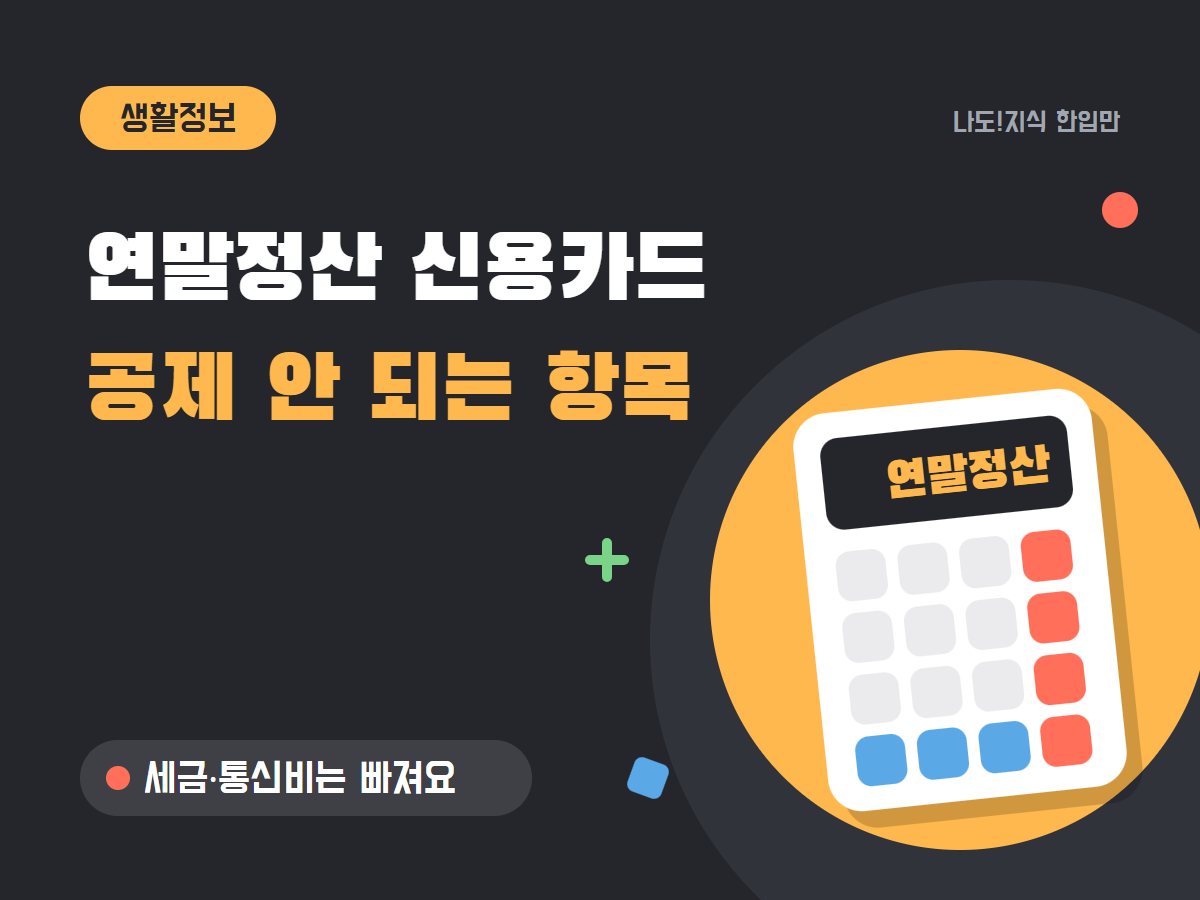 생활정보
나도!지식 한입만
연말정산 신용카드
공제 안 되는 항목
연말정산
세금·통신비는 빠져요